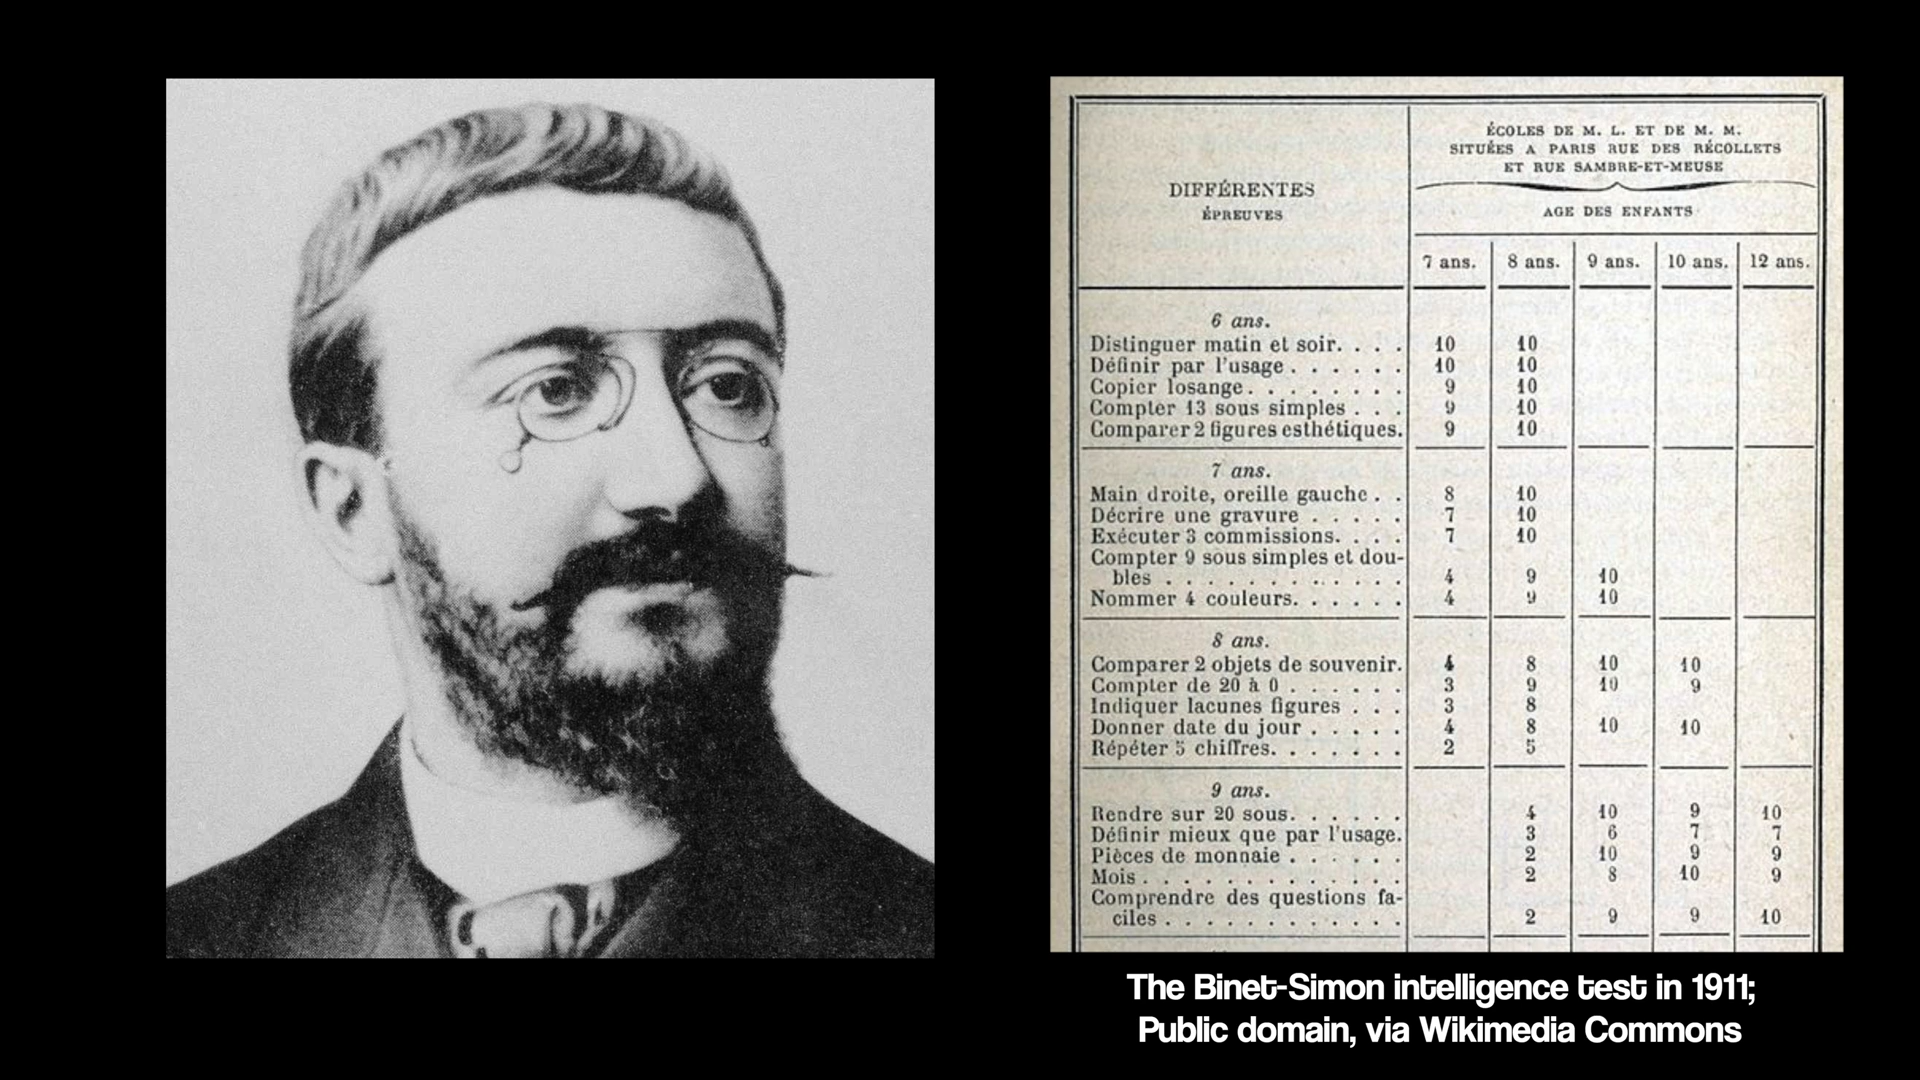 ÉCOLES DE M. L. ET DE M. M.
SITUÉES A PARIS RUE DES RÉCOLLETS
ET RUE SAMBRE-ET-MEUSE
DIFFÉRENTES
ÉPREUVES
AGE DES ENFANTS
7 ans. 8 ans. 9 ans. 10 ans. 12 ans.
6 ans.
Distinguer matin et soir. . . . 10 10
Définir par l'usage . . . . . . 10 10
Copier losange. . . . . . . . 9 10
Compter 13 sous simples . . . 9 10
Comparer 2 figures esthétiques. 9 10
7 ans.
Main droite, oreille gauche . . 8 10
Décrire une gravure . . . . . 7 10
Exécuter 3 commissions. . . . 7 10
Compter 9 sous simples et dou-
bles . . . . . . . . . . . . 4 9 10
Nommer 4 couleurs. . . . . . 4 9 10
8 ans.
Comparer 2 objets de souvenir. 4 8 10 10
Compter de 20 à 0 . . . . . . 3 9 10 9
Indiquer lacunes figures . . . 3 8
Donner date du jour . . . . . 4 8 10 10
Répéter 5 chiffres. . . . . . . 2 5
9 ans.
Rendre sur 20 sous. . . . . . 4 10 9 10
Définir mieux que par l'usage. 3 6 7 7
Pièces de monnaie . . . . . . 2 10 9 9
Mois . . . . . . . . . . . . . 2 8 10 9
Comprendre des questions fa-
ciles . . . . . . . . . . . . 2 9 9 10
The Binet-Simon intelligence test in 1911;
Public domain, via Wikimedia Commons